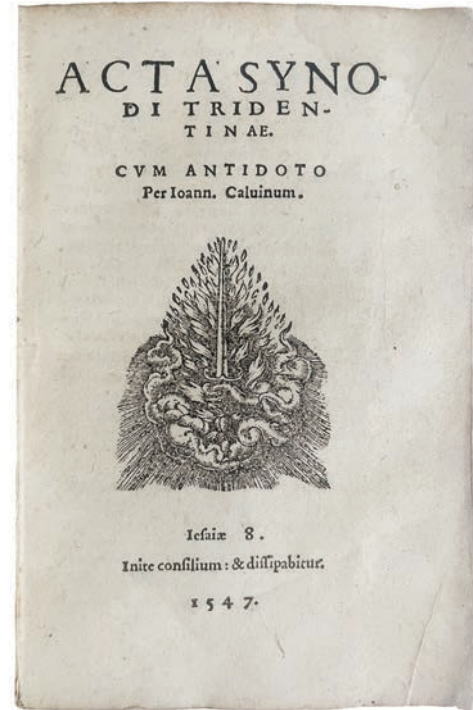 ACTA SYNO-
DI TRIDEN-
TINAE.
CVM ANTIDOTO
Per Ioann. Caluinum.
Iesaiæ 8.
Inite consilium: & dissipabitur.
1547.